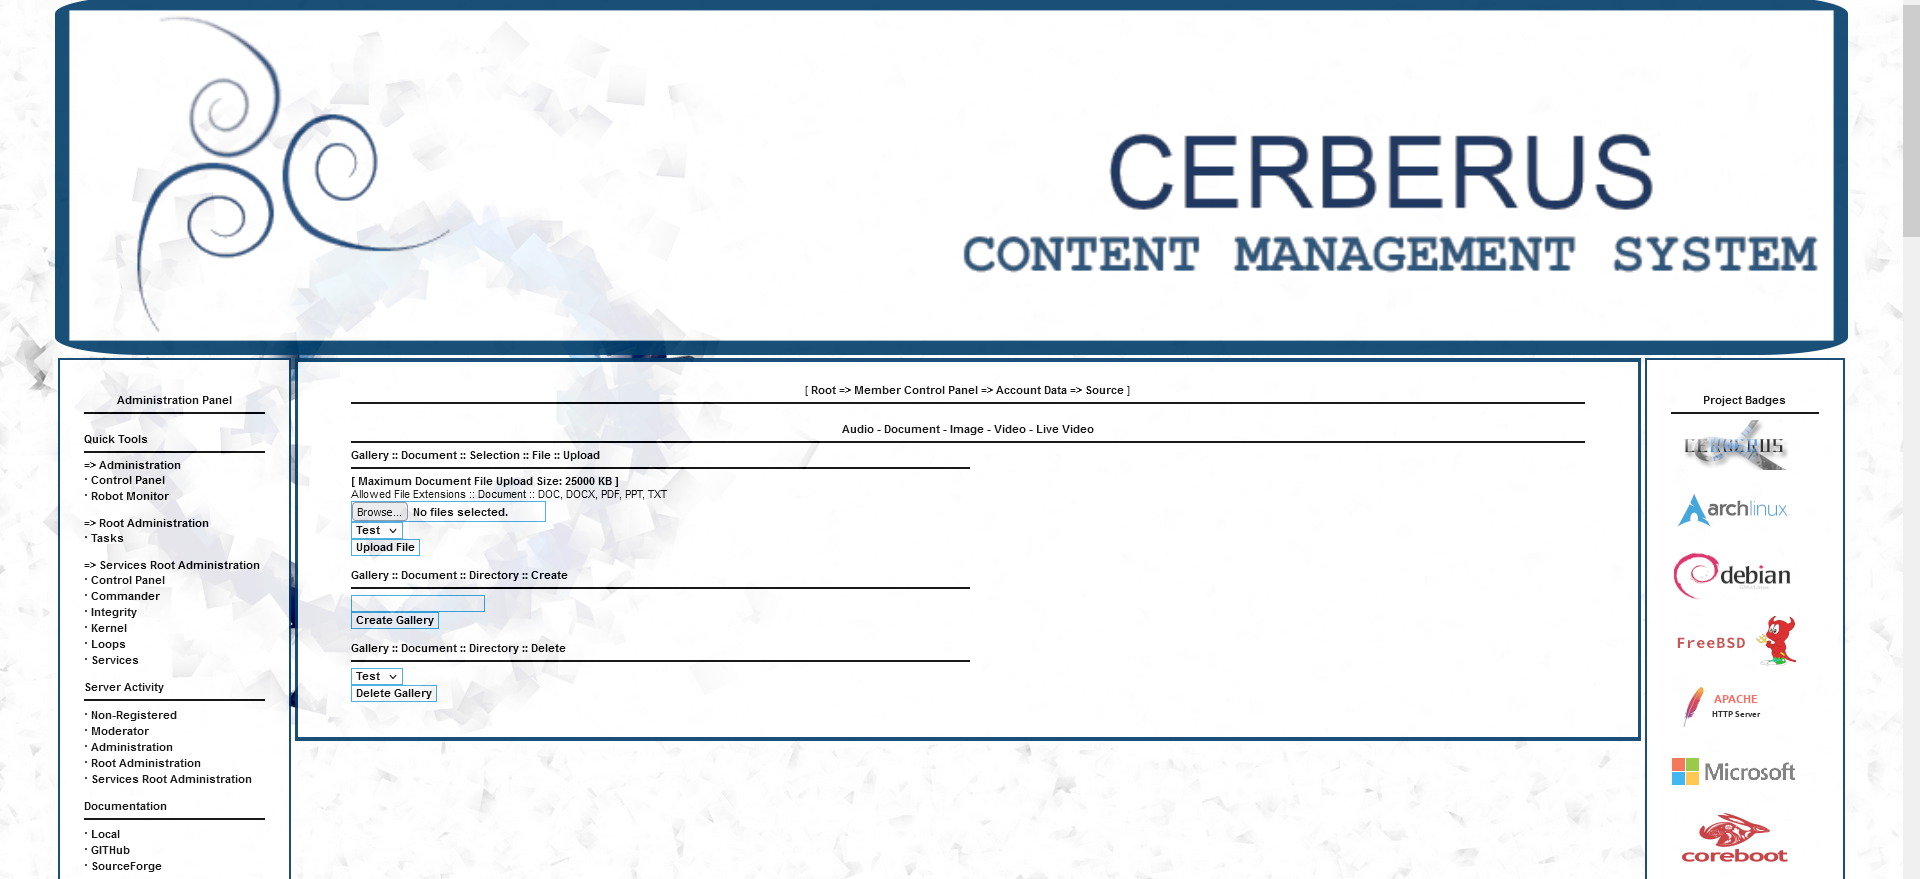 CERBERUS
CONTENT MANAGEMENT SYSTEM
Administration Panel
Quick Tools
=> Administration
· Control Panel
· Robot Monitor
=> Root Administration
· Tasks
=> Services Root Administration
· Control Panel
· Commander
· Integrity
· Kernel
· Loops
· Services
Server Activity
· Non-Registered
· Moderator
· Administration
· Root Administration
· Services Root Administration
Documentation
· Local
· GITHub
· SourceForge
[ Root => Member Control Panel => Account Data => Source ]
Audio - Document - Image - Video - Live Video
Gallery :: Document :: Selection :: File :: Upload
[ Maximum Document File Upload Size: 25000 KB ]
Allowed File Extensions :: Document :: DOC, DOCX, PDF, PPT, TXT
Browse... No files selected.
Test
Upload File
Gallery :: Document :: Directory :: Create
Create Gallery
Gallery :: Document :: Directory :: Delete
Test
Delete Gallery
Project Badges
CERBERUS
archlinux
debian
FreeBSD
APACHE
HTTP Server
Microsoft
coreboot